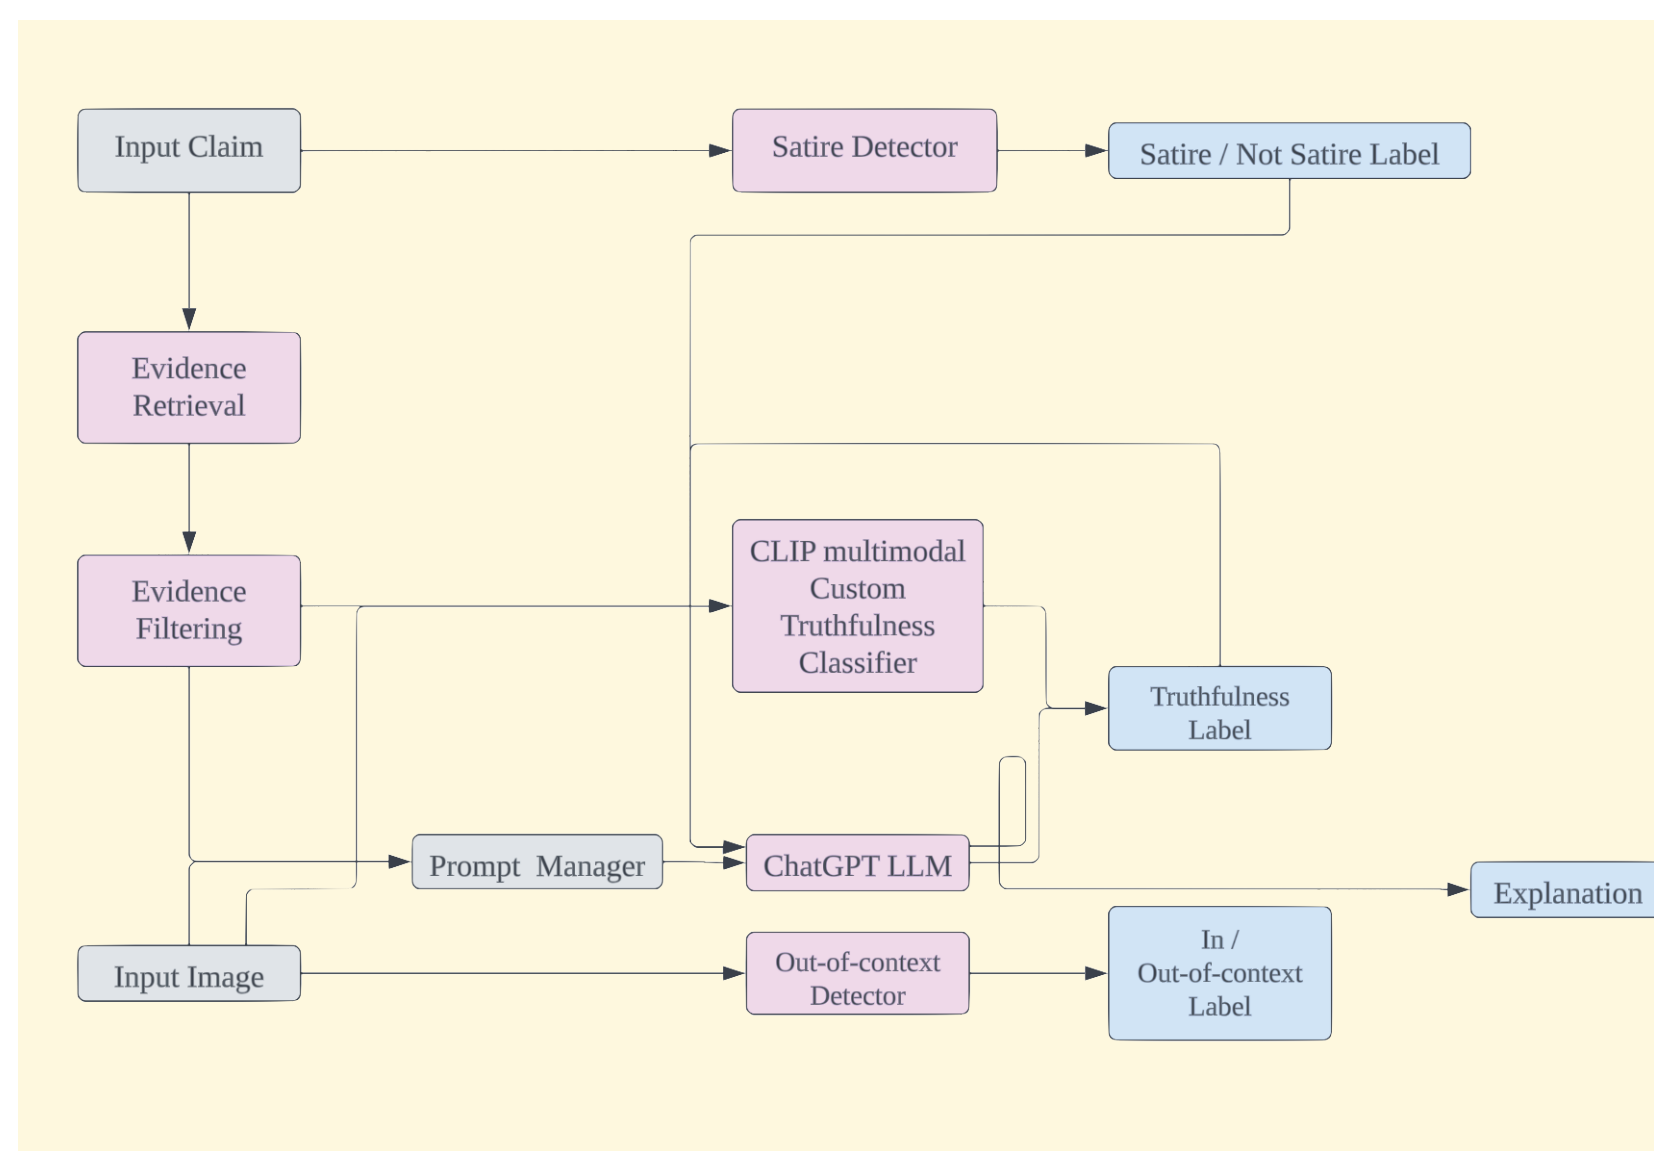 Input Claim
Satire Detector
Satire / Not Satire Label
Evidence
Retrieval
Evidence
Filtering
CLIP multimodal
Custom
Truthfulness
Classifier
Truthfulness
Label
Prompt Manager
ChatGPT LLM
Explanation
Input Image
Out-of-context
Detector
In /
Out-of-context
Label